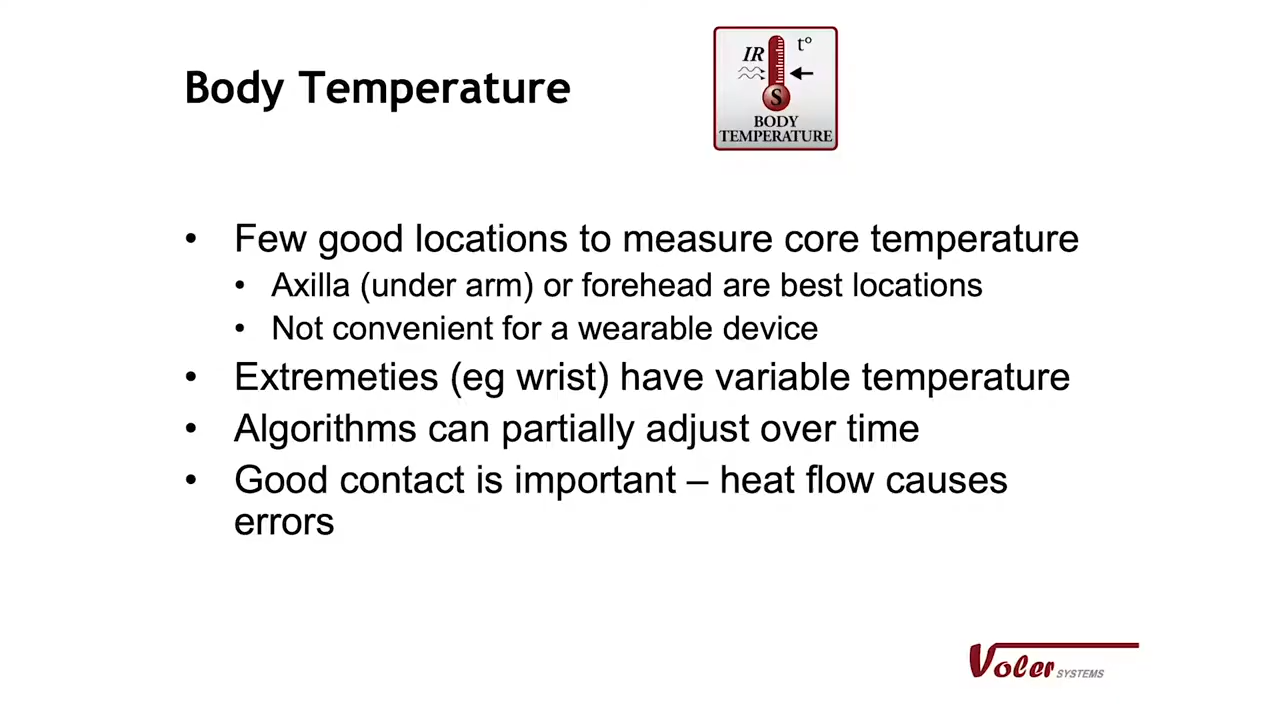 Body Temperature
IR t°
S
BODY
TEMPERATURE
• Few good locations to measure core temperature
• Axilla (under arm) or forehead are best locations
• Not convenient for a wearable device
• Extremeties (eg wrist) have variable temperature
• Algorithms can partially adjust over time
• Good contact is important – heat flow causes
errors
Voler SYSTEMS